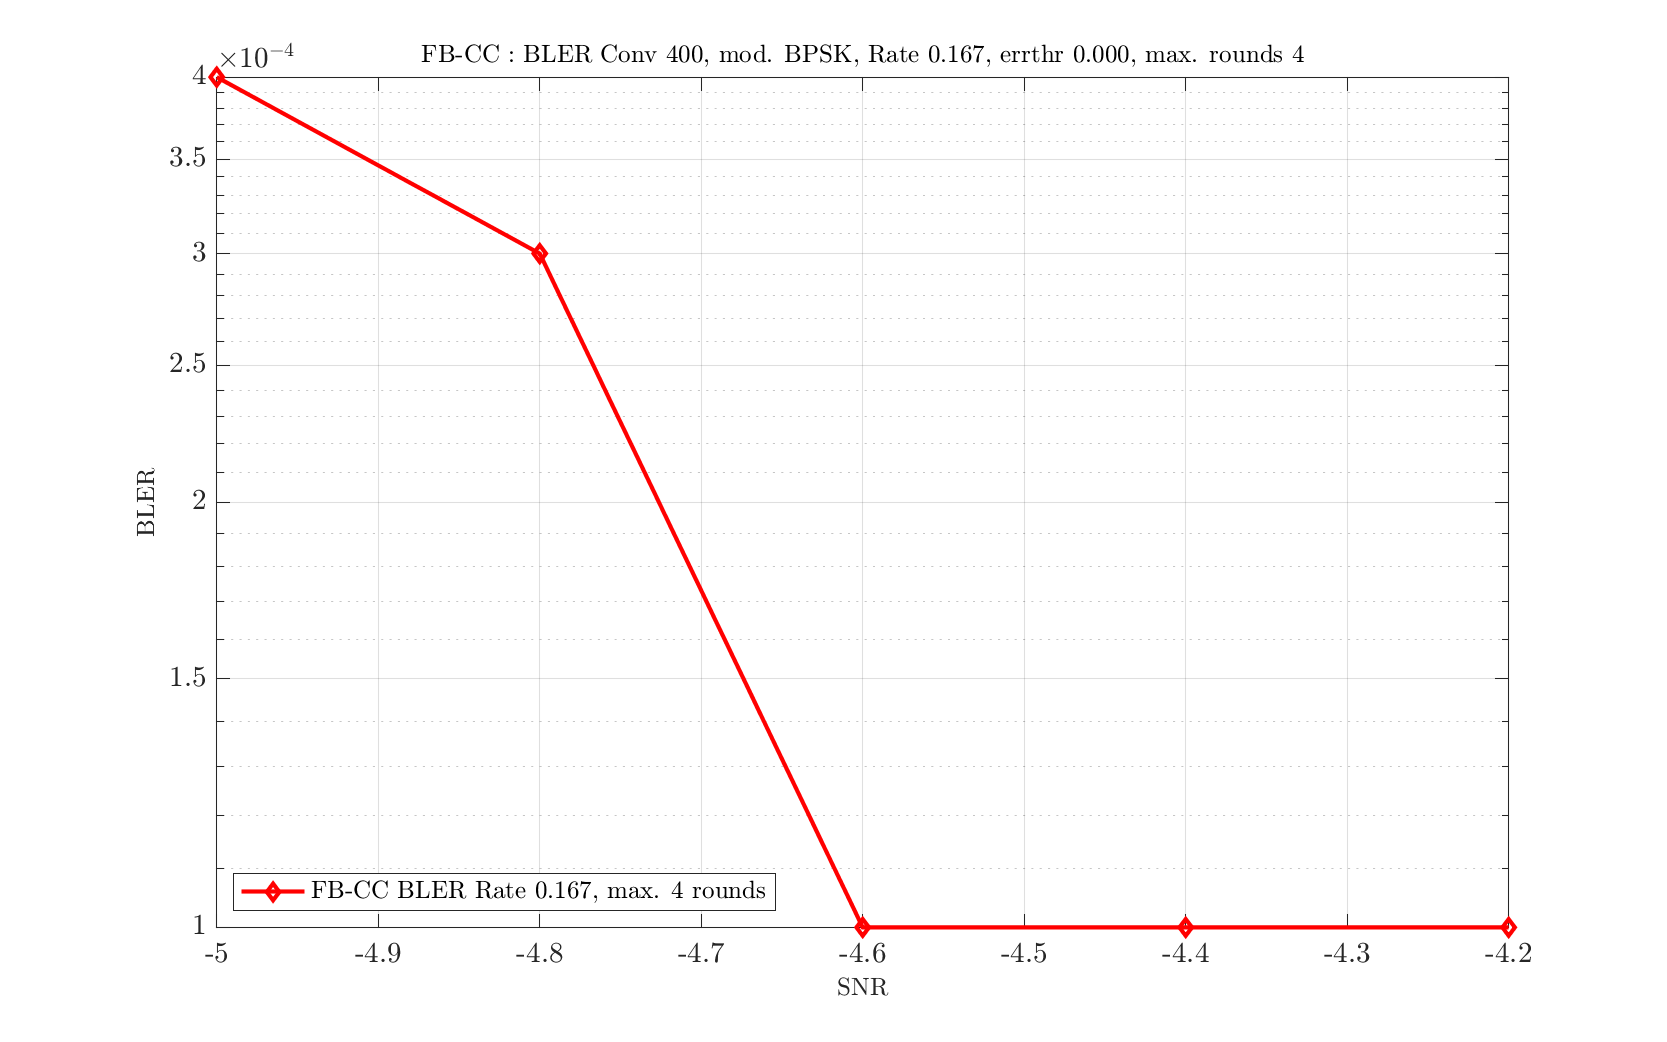 ×10⁻⁴
FB-CC : BLER Conv 400, mod. BPSK, Rate 0.167, errthr 0.000, max. rounds 4
4
3.5
3
2.5
2
1.5
1
BLER
FB-CC BLER Rate 0.167, max. 4 rounds
-5 -4.9 -4.8 -4.7 -4.6 -4.5 -4.4 -4.3 -4.2
SNR